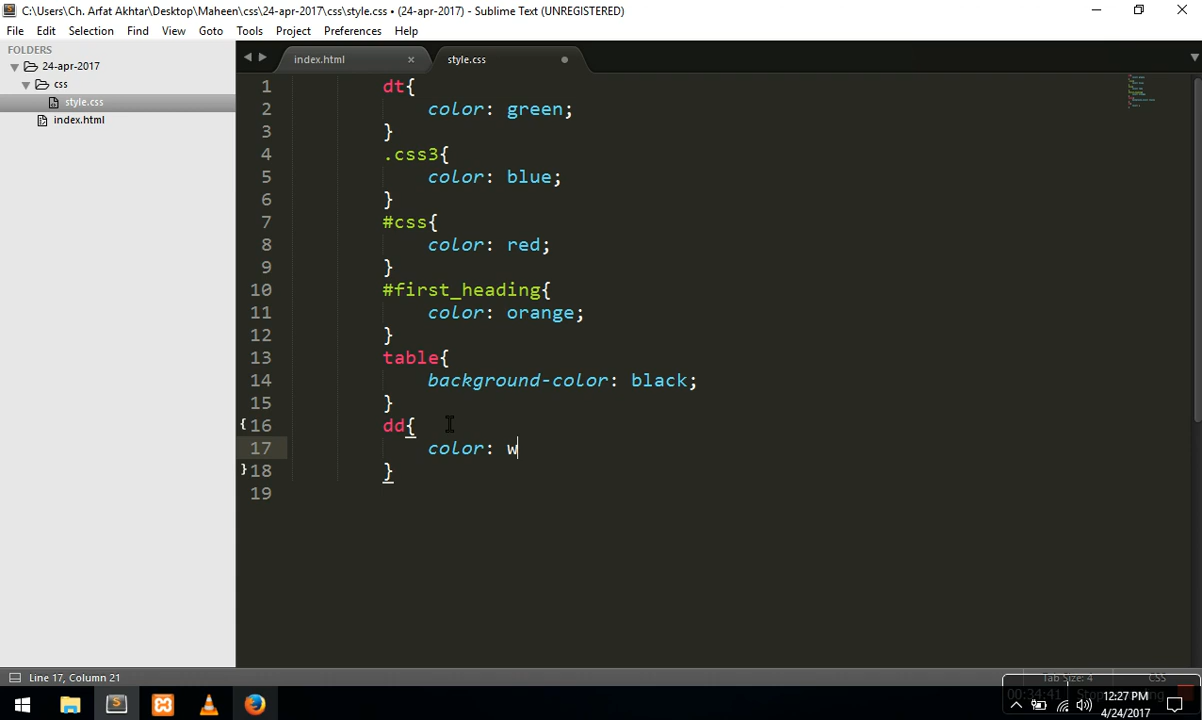 C:\Users\Ch. Arfat Akhtar\Desktop\Maheen\css\24-apr-2017\css\style.css • (24-apr-2017) - Sublime Text (UNREGISTERED)
File Edit Selection Find View Goto Tools Project Preferences Help
FOLDERS
24-apr-2017
css
style.css
index.html
index.html × style.css
1 dt{
2 color: green;
3 }
4 .css3{
5 color: blue;
6 }
7 #css{
8 color: red;
9 }
10 #first_heading{
11 color: orange;
12 }
13 table{
14 background-color: black;
15 }
16 dd{
17 color: w
18 }
19
Line 17, Column 21 Tab Size: 4 CSS
00:34:41
12:27 PM
4/24/2017